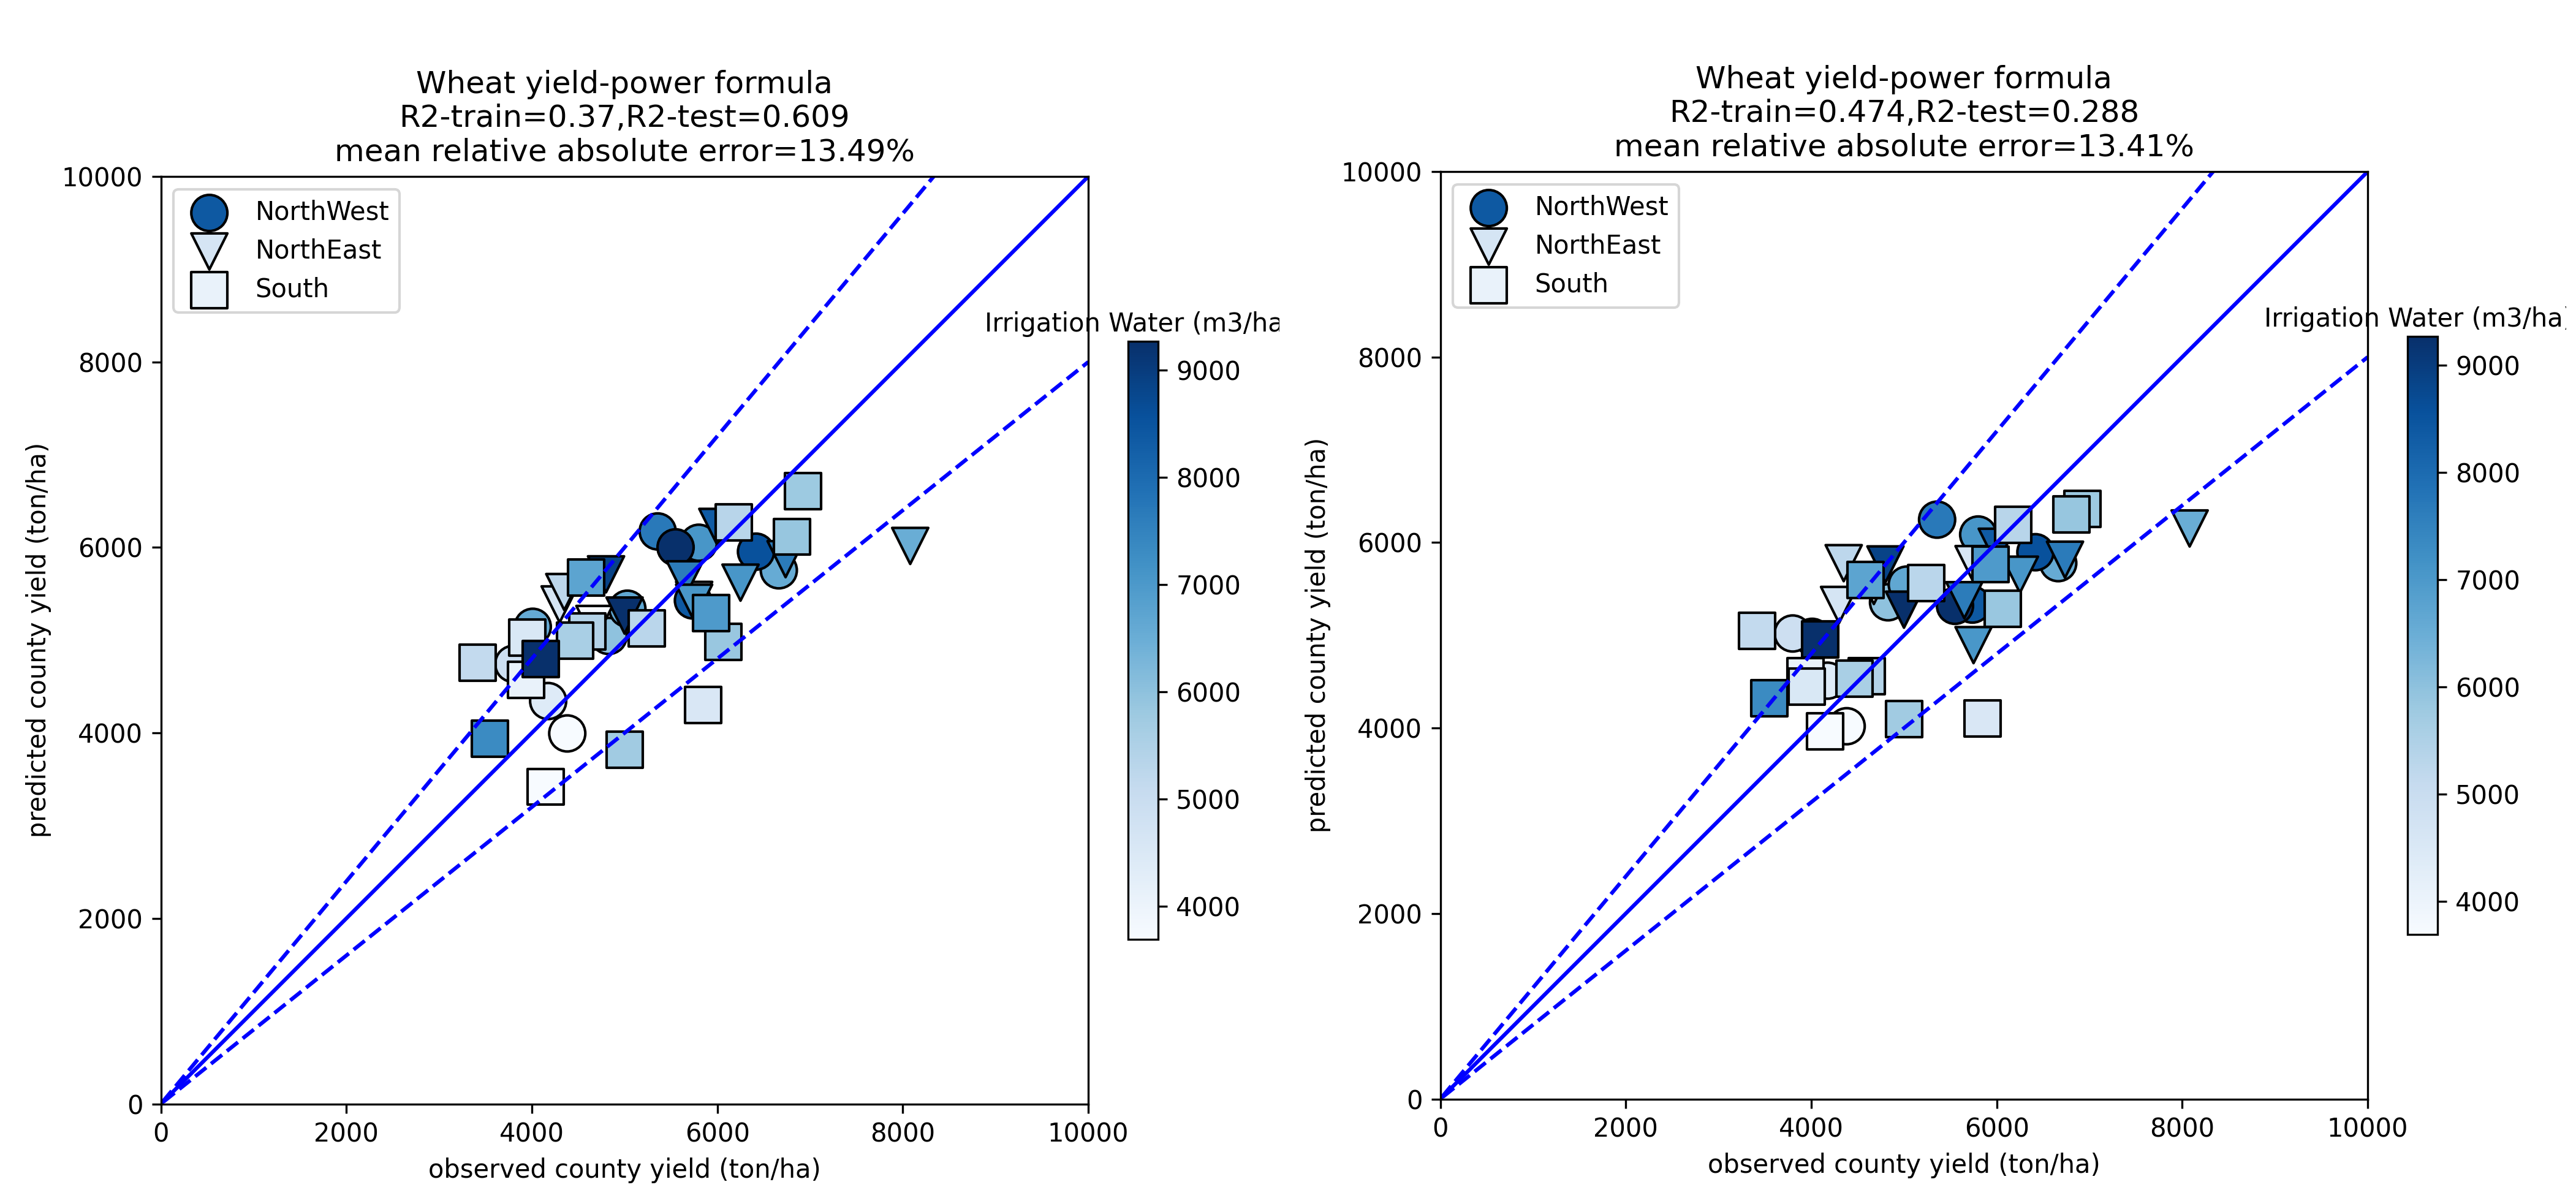 Wheat yield-power formula
R2-train=0.37,R2-test=0.609
mean relative absolute error=13.49%
10000
8000
6000
4000
2000
0
predicted county yield (ton/ha)
NorthWest
NorthEast
South
Irrigation Water (m3/ha
9000
8000
7000
6000
5000
4000
0 2000 4000 6000 8000 10000
observed county yield (ton/ha)
Wheat yield-power formula
R2-train=0.474,R2-test=0.288
mean relative absolute error=13.41%
10000
8000
6000
4000
2000
0
predicted county yield (ton/ha)
NorthWest
NorthEast
South
Irrigation Water (m3/ha)
9000
8000
7000
6000
5000
4000
0 2000 4000 6000 8000 10000
observed county yield (ton/ha)